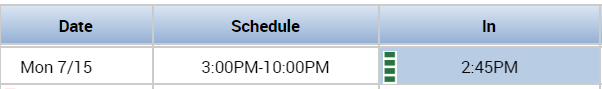 Date Schedule In
Mon 7/15 3:00PM-10:00PM 2:45PM